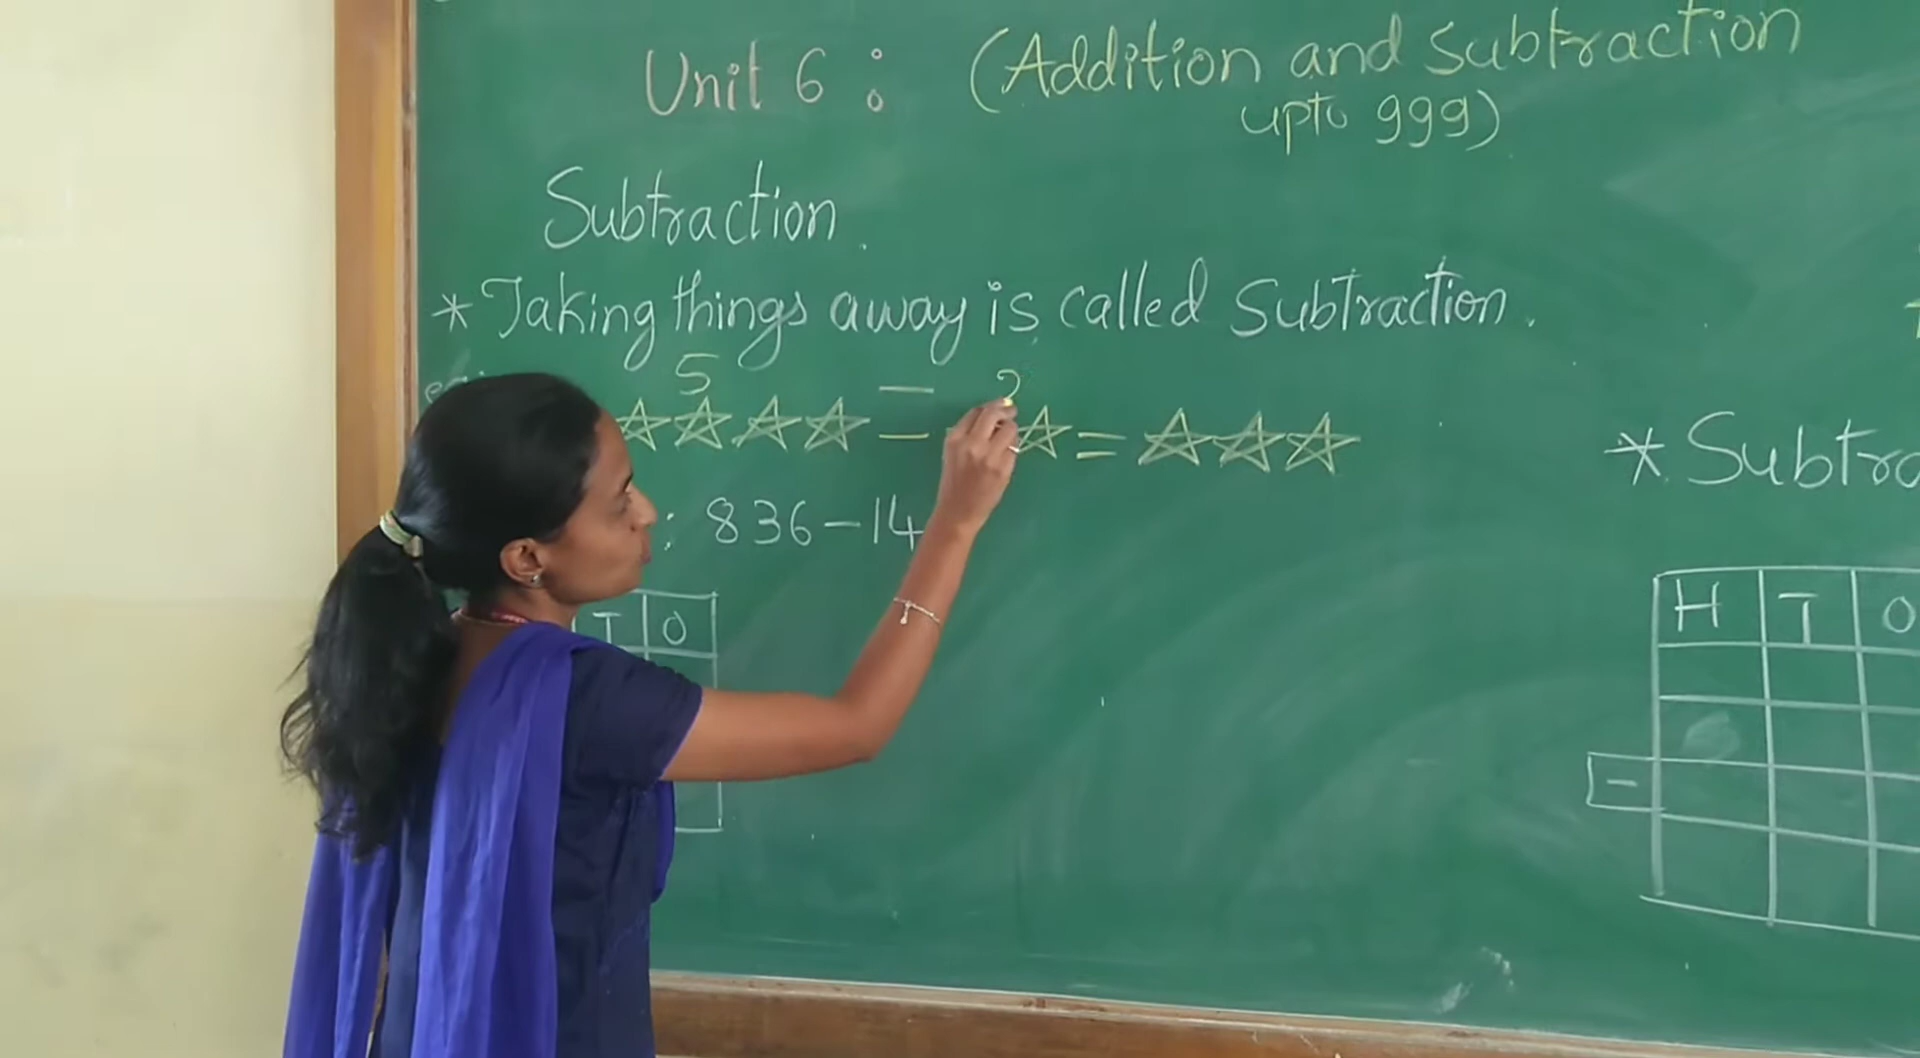 Unit 6 : (Addition and subtraction
upto 999)
Subtraction.
* Taking things away is called Subtraction.
5 — 2
— =
: 836-14
* Subtra
T O
H T O
-